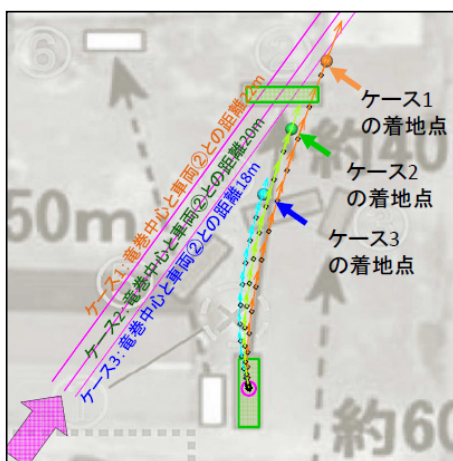 ⑥
ケース1
の着地点
約140
ケース2
の着地点
50m
ケース3
の着地点
ケース1:竜巻中心と車両②との距離22m
ケース2:竜巻中心と車両②との距離20m
ケース3:竜巻中心と車両②との距離18m
約60